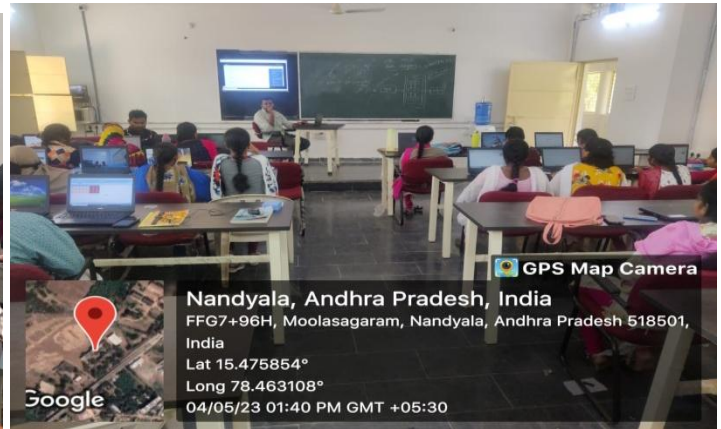 GPS Map Camera
Nandyala, Andhra Pradesh, India
FFG7+96H, Moolasagaram, Nandyala, Andhra Pradesh 518501,
India
Lat 15.475854°
Long 78.463108°
04/05/23 01:40 PM GMT +05:30
Google